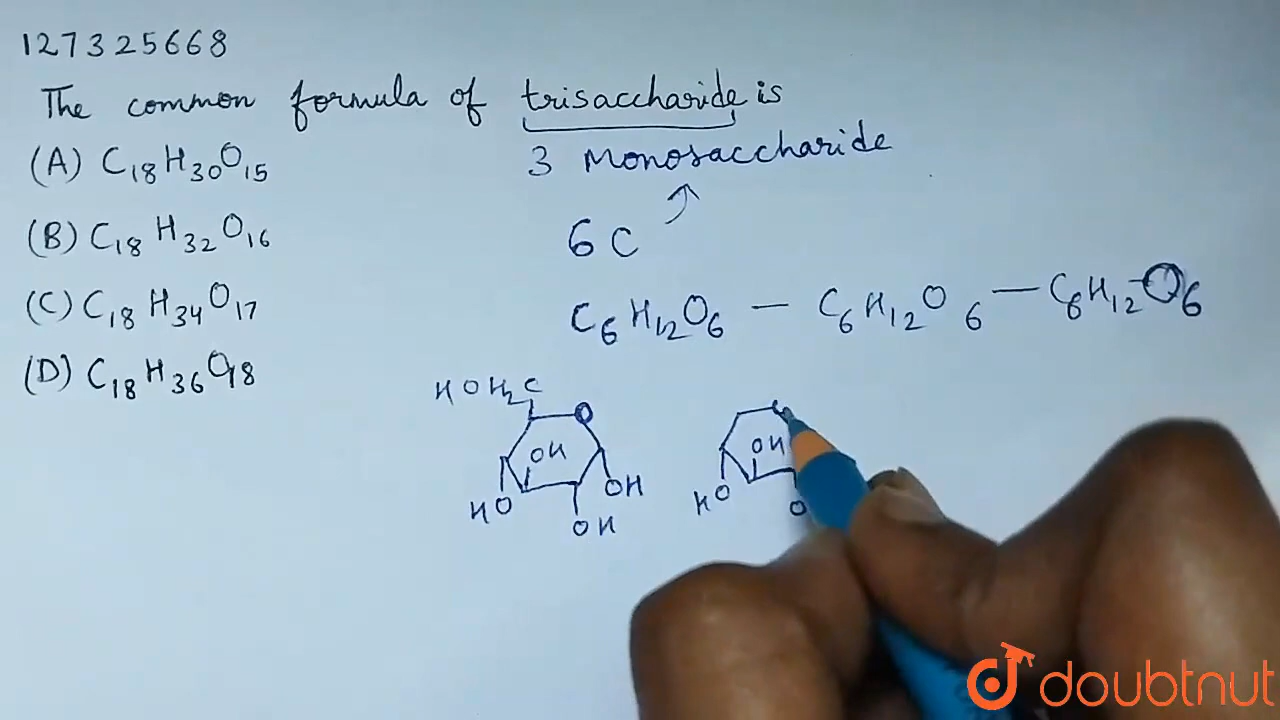 127325668
The common formula of trisaccharide is
(A) C18H30O15
3 Monosaccharide
(B) C18H32O16
6 C
(C) C18H34O17
C6H12O6 — C6H12O6 — C6H12O6
(D) C18H36O18
HOH2C
O
OH
HO
OH
OH
OH
HO
O
doubtnut